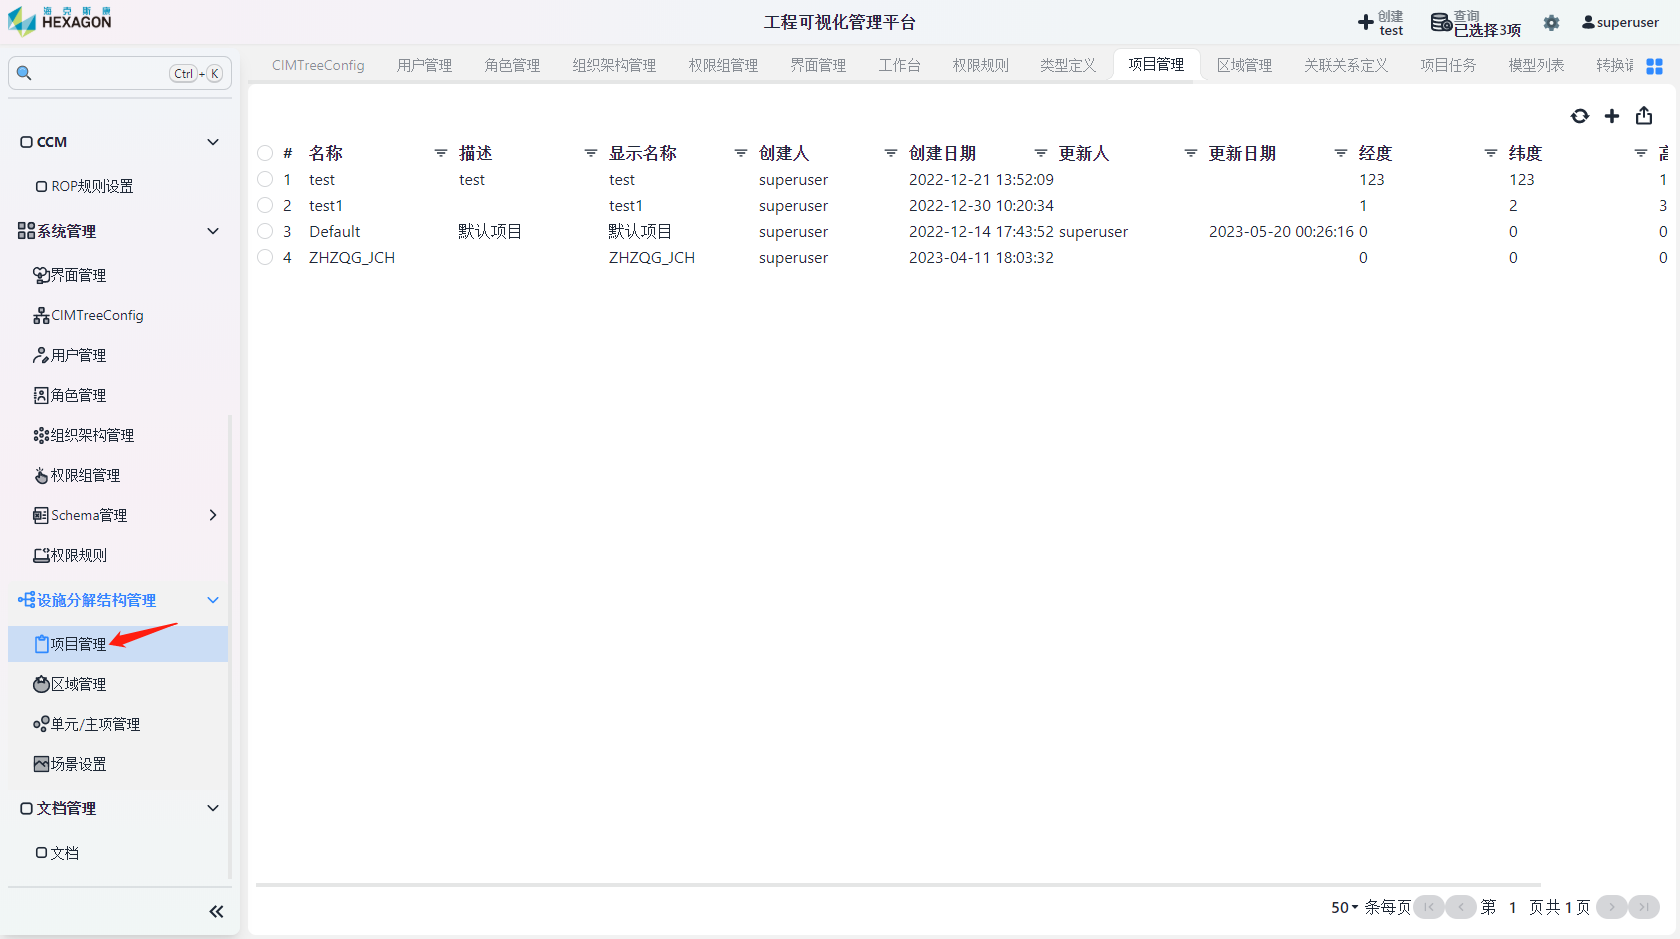 海克斯康
HEXAGON
工程可视化管理平台
创建
test
查询
已选择3项
superuser
Ctrl + K
CIMTreeConfig 用户管理 角色管理 组织架构管理 权限组管理 界面管理 工作台 权限规则 类型定义 项目管理 区域管理 关联关系定义 项目任务 模型列表
CCM
ROP规则设置
系统管理
界面管理
CIMTreeConfig
用户管理
角色管理
组织架构管理
权限组管理
Schema管理
权限规则
设施分解结构管理
项目管理
区域管理
单元/主项管理
场景设置
文档管理
文档
# 名称 描述 显示名称 创建人 创建日期 更新人 更新日期 经度 纬度
1 test test test superuser 2022-12-21 13:52:09 123 123 1
2 test1 test1 superuser 2022-12-30 10:20:34 1 2 3
3 Default 默认项目 默认项目 superuser 2022-12-14 17:43:52 superuser 2023-05-20 00:26:16 0 0 0
4 ZHZQG_JCH ZHZQG_JCH superuser 2023-04-11 18:03:32 0 0 0
50 条每页 第 1 页共 1 页